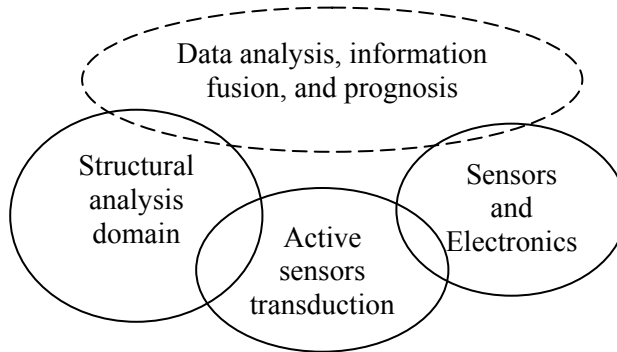 Data analysis, information
fusion, and prognosis
Structural
analysis
domain
Active
sensors
transduction
Sensors
and
Electronics